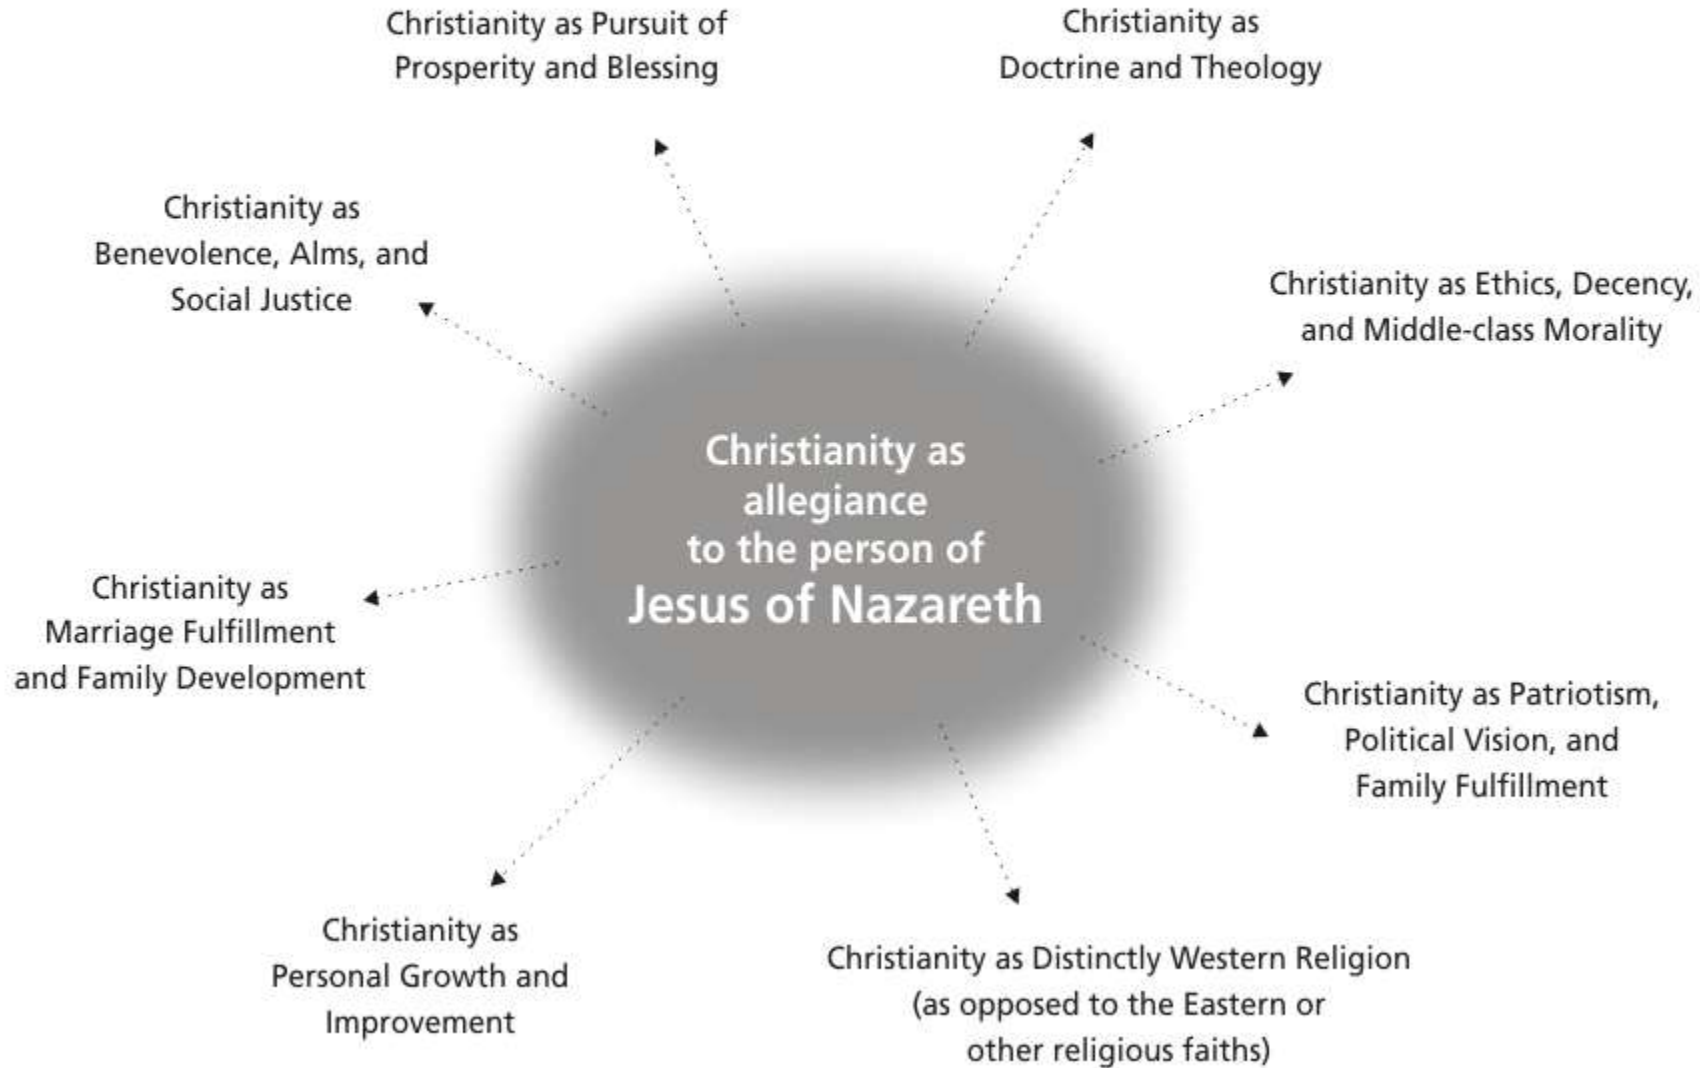 Christianity as Pursuit of
Prosperity and Blessing
Christianity as
Doctrine and Theology
Christianity as
Benevolence, Alms, and
Social Justice
Christianity as Ethics, Decency,
and Middle-class Morality
Christianity as
allegiance
to the person of
Jesus of Nazareth
Christianity as
Marriage Fulfillment
and Family Development
Christianity as Patriotism,
Political Vision, and
Family Fulfillment
Christianity as
Personal Growth and
Improvement
Christianity as Distinctly Western Religion
(as opposed to the Eastern or
other religious faiths)